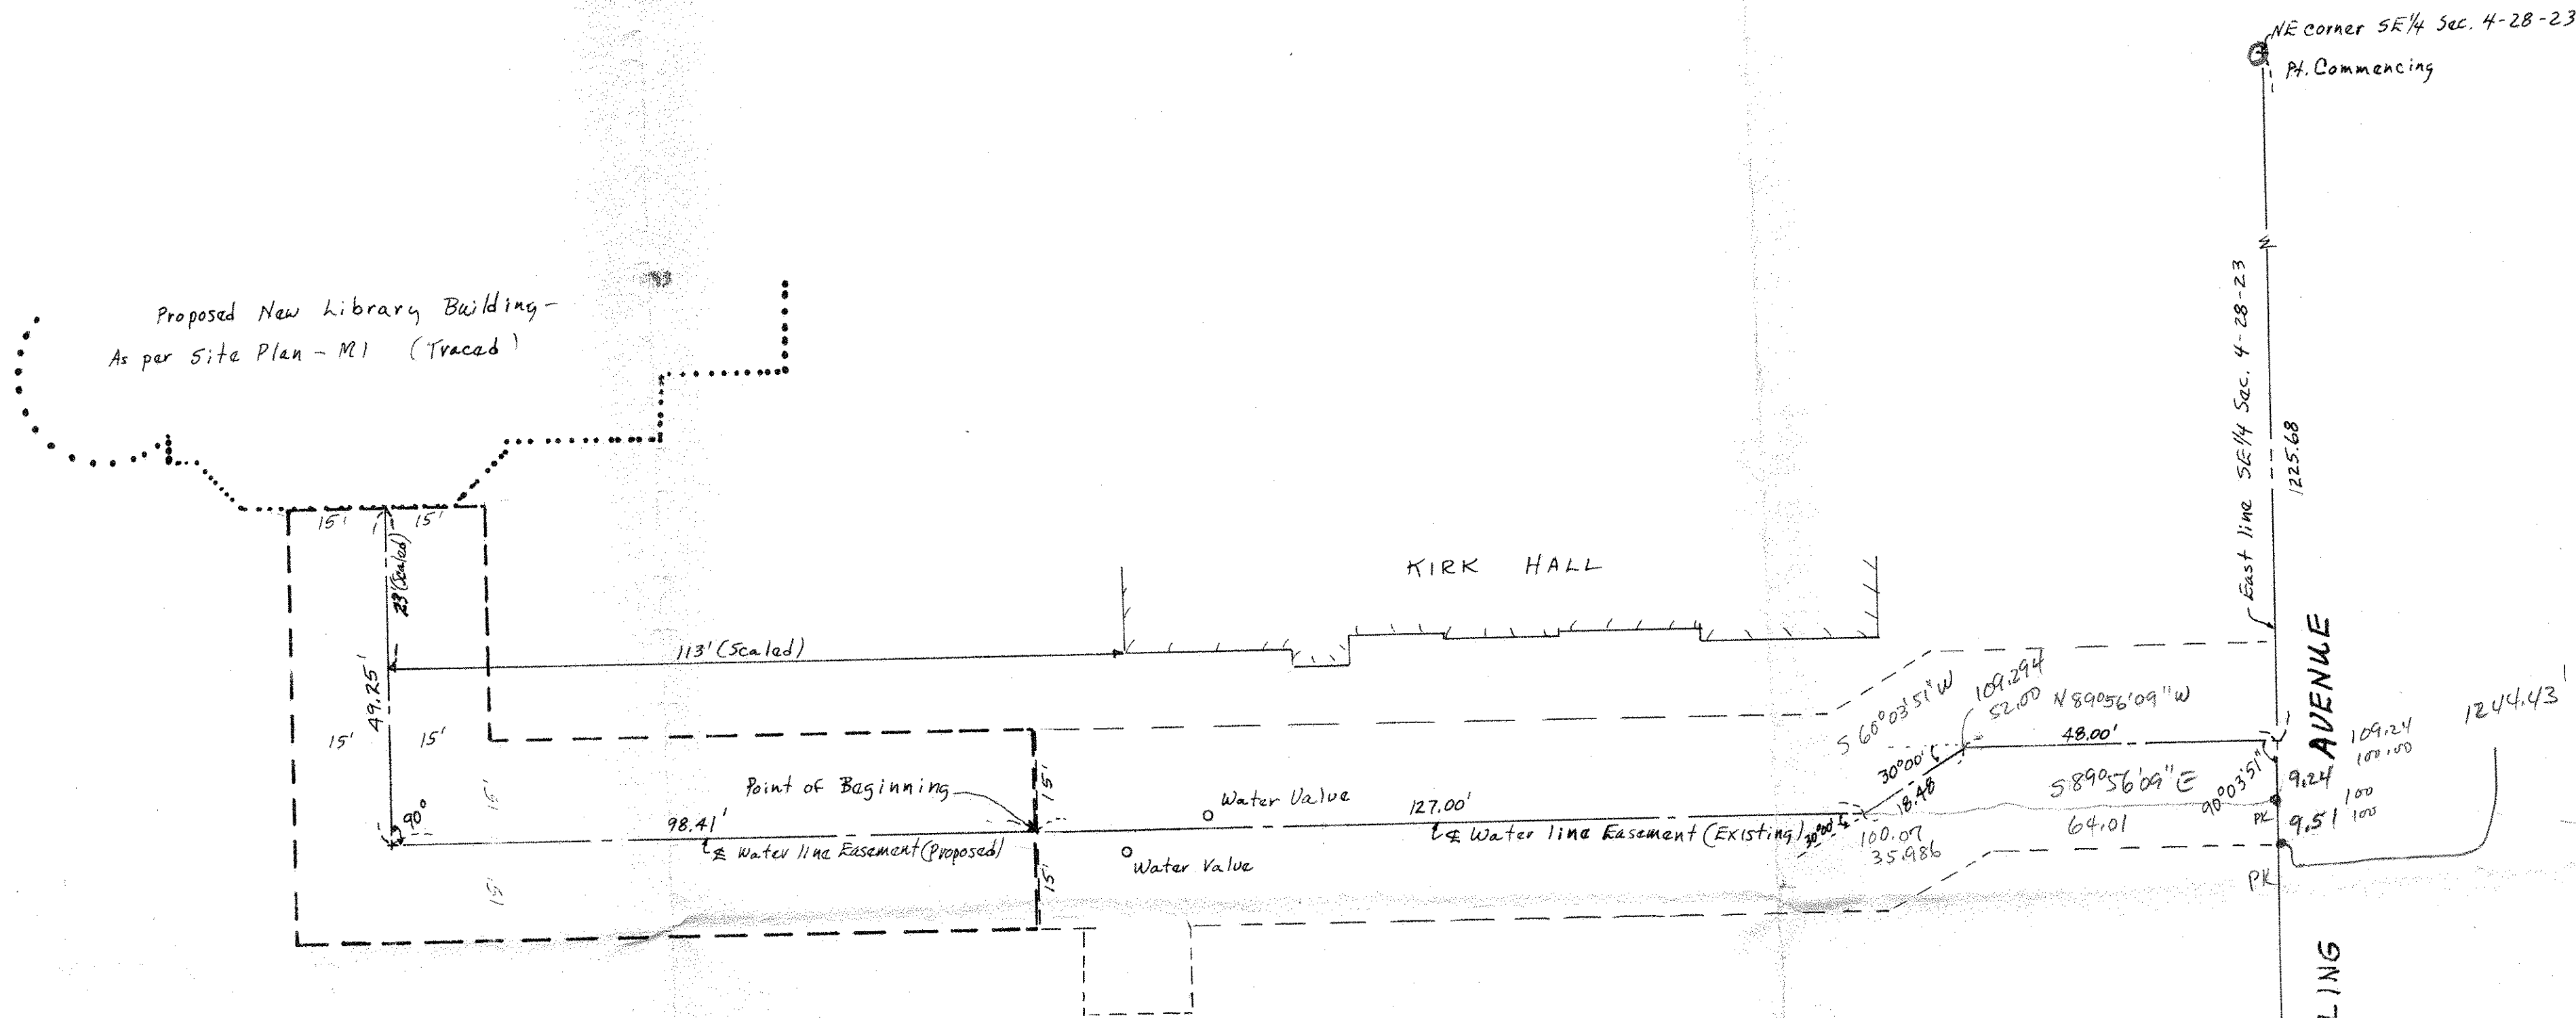 NE corner SE1/4 Sec. 4-28-23
Pt. Commencing
East line SE1/4 Sec. 4-28-23
1225.68
Proposed New Library Building-
As per Site Plan - M1 (Traced)
15' 15'
23' (Scaled)
113' (Scaled)
49.25'
15' 15'
15'
15'
90°
KIRK HALL
Point of Beginning
98.41'
℄ Water line Easement (Proposed)
15'
15'
Water Valve
Water Valve
127.00'
℄ Water line Easement (Existing)
30°00'
S 60°03'51" W
109.294
52.00
N 89°56'09" W
48.00'
30°00'
18.48
100.07
35.986
S 89°56'09" E
64.01
90°03'51"
9.24
109.24
100.00
PK
9.51
100
100
PK
1244.43'
AVENUE
LING